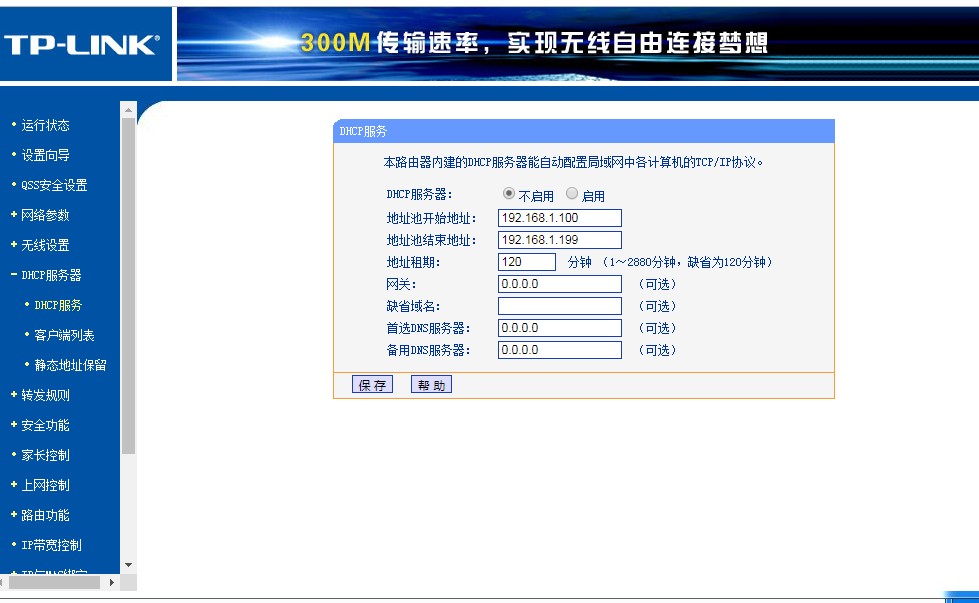 TP-LINK®
300M传输速率，实现无线自由连接梦想
运行状态
设置向导
QSS安全设置
+ 网络参数
+ 无线设置
- DHCP服务器
DHCP服务
客户端列表
静态地址保留
+ 转发规则
+ 安全功能
家长控制
+ 上网控制
+ 路由功能
IP带宽控制
+ IP与MAC绑定
DHCP服务
本路由器内建的DHCP服务器能自动配置局域网中各计算机的TCP/IP协议。
DHCP服务器： 不启用 启用
地址池开始地址： 192.168.1.100
地址池结束地址： 192.168.1.199
地址租期： 120 分钟 （1～2880分钟，缺省为120分钟）
网关： 0.0.0.0 （可选）
缺省域名： （可选）
首选DNS服务器： 0.0.0.0 （可选）
备用DNS服务器： 0.0.0.0 （可选）
保 存 帮 助